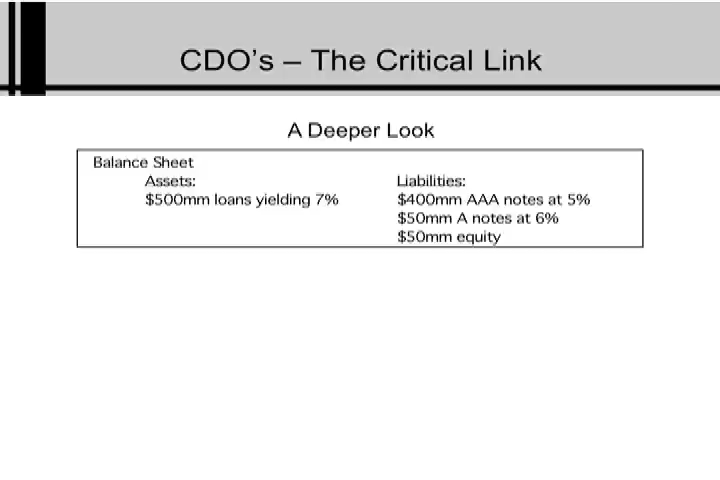 CDO's – The Critical Link
A Deeper Look
Balance Sheet
Assets: Liabilities:
$500mm loans yielding 7% $400mm AAA notes at 5%
$50mm A notes at 6%
$50mm equity